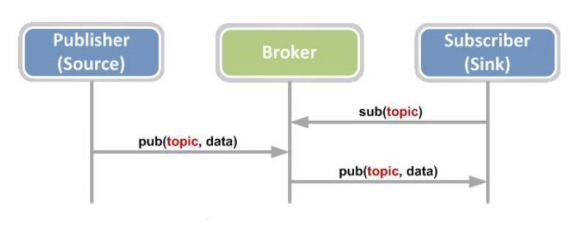 Publisher
(Source)
Broker
Subscriber
(Sink)
sub(topic)
pub(topic, data)
pub(topic, data)